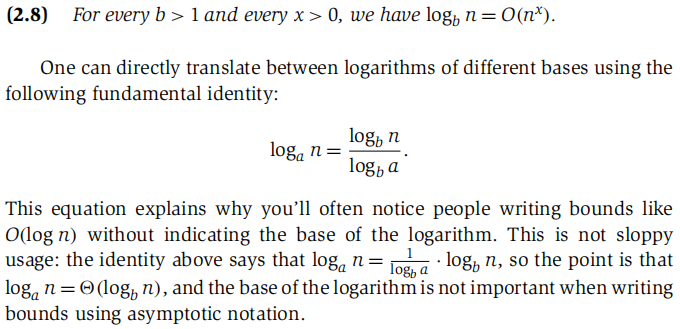 (2.8) For every b > 1 and every x > 0, we have log_b n = O(n^x).
One can directly translate between logarithms of different bases using the
following fundamental identity:
log_a n = \frac{log_b n}{log_b a}.
This equation explains why you'll often notice people writing bounds like
O(log n) without indicating the base of the logarithm. This is not sloppy
usage: the identity above says that log_a n = \frac{1}{log_b a} · log_b n, so the point is that
log_a n = Θ(log_b n), and the base of the logarithm is not important when writing
bounds using asymptotic notation.